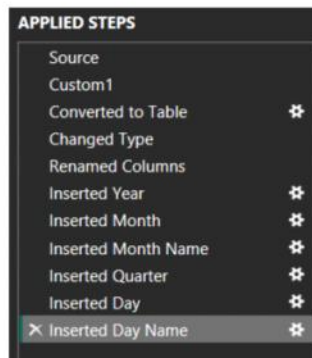 APPLIED STEPS
Source
Custom1
Converted to Table
Changed Type
Renamed Columns
Inserted Year
Inserted Month
Inserted Month Name
Inserted Quarter
Inserted Day
Inserted Day Name